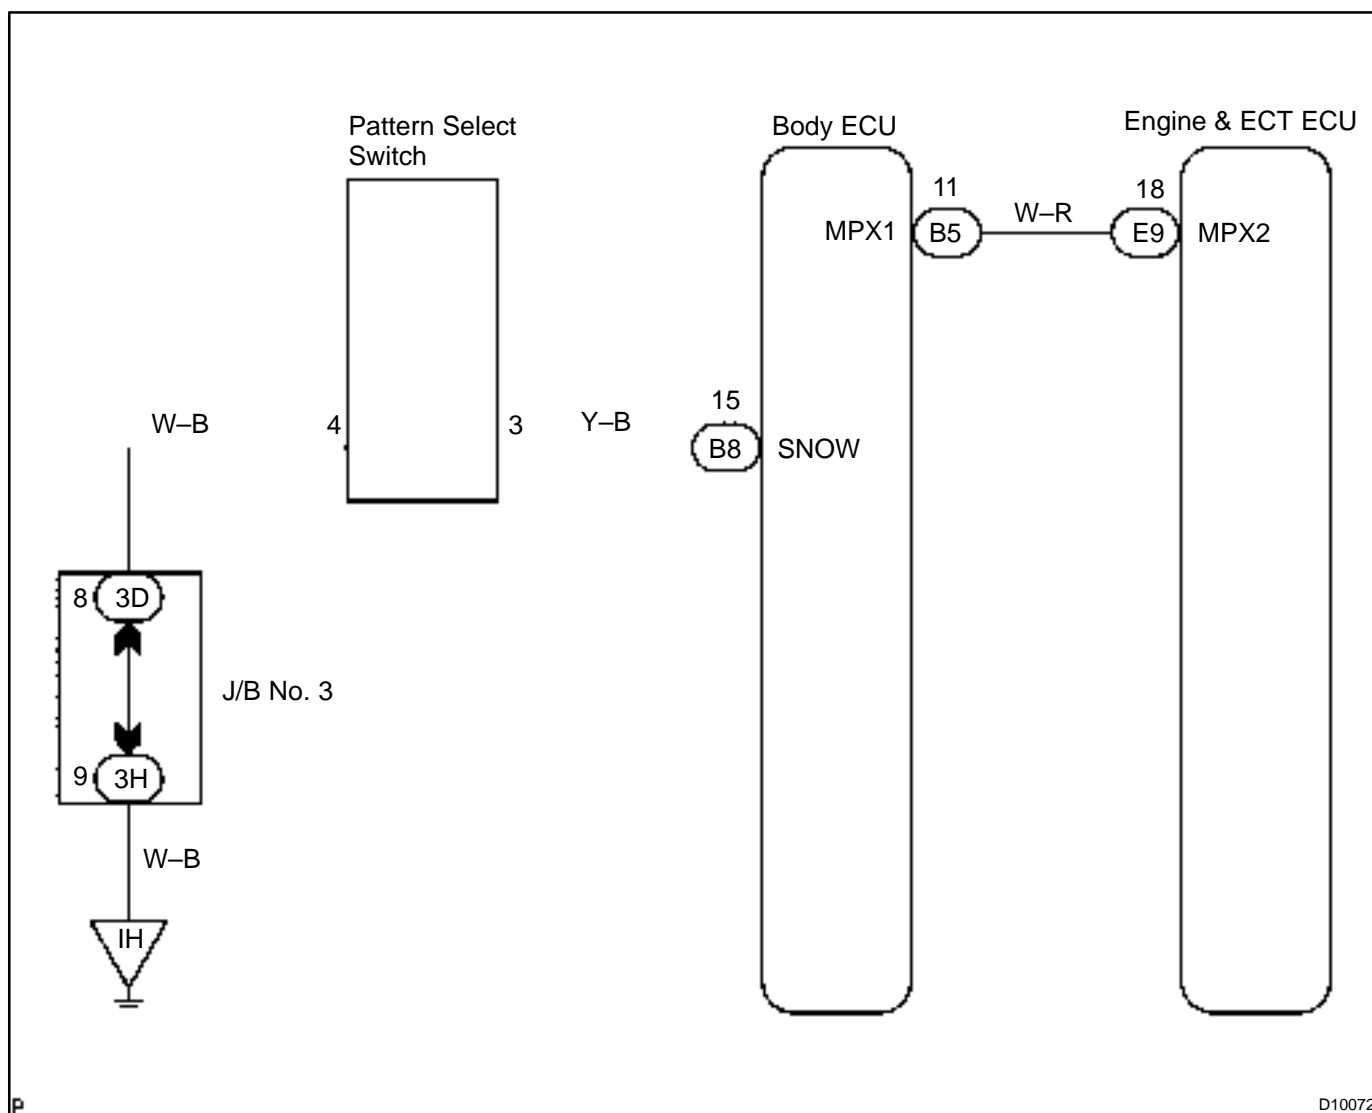 Pattern Select
Switch
Body ECU
Engine & ECT ECU
11
18
MPX1
B5
W–R
E9
MPX2
W–B
4
3
Y–B
15
B8
SNOW
8
3D
J/B No. 3
9
3H
W–B
IH
P
D10072